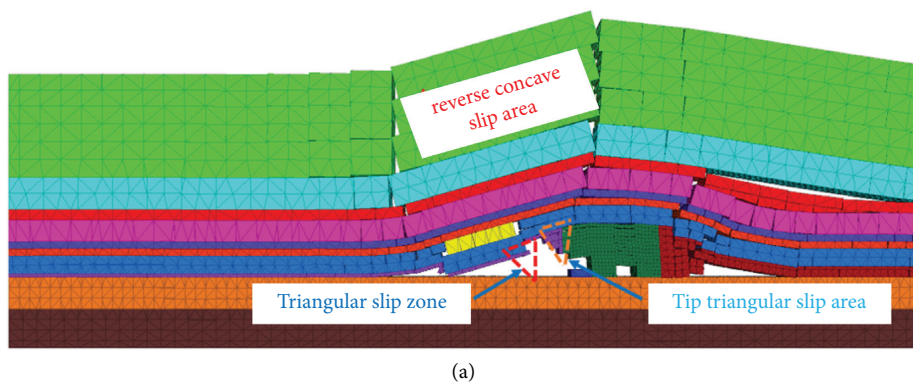 reverse concave
slip area
Triangular slip zone
Tip triangular slip area
(a)